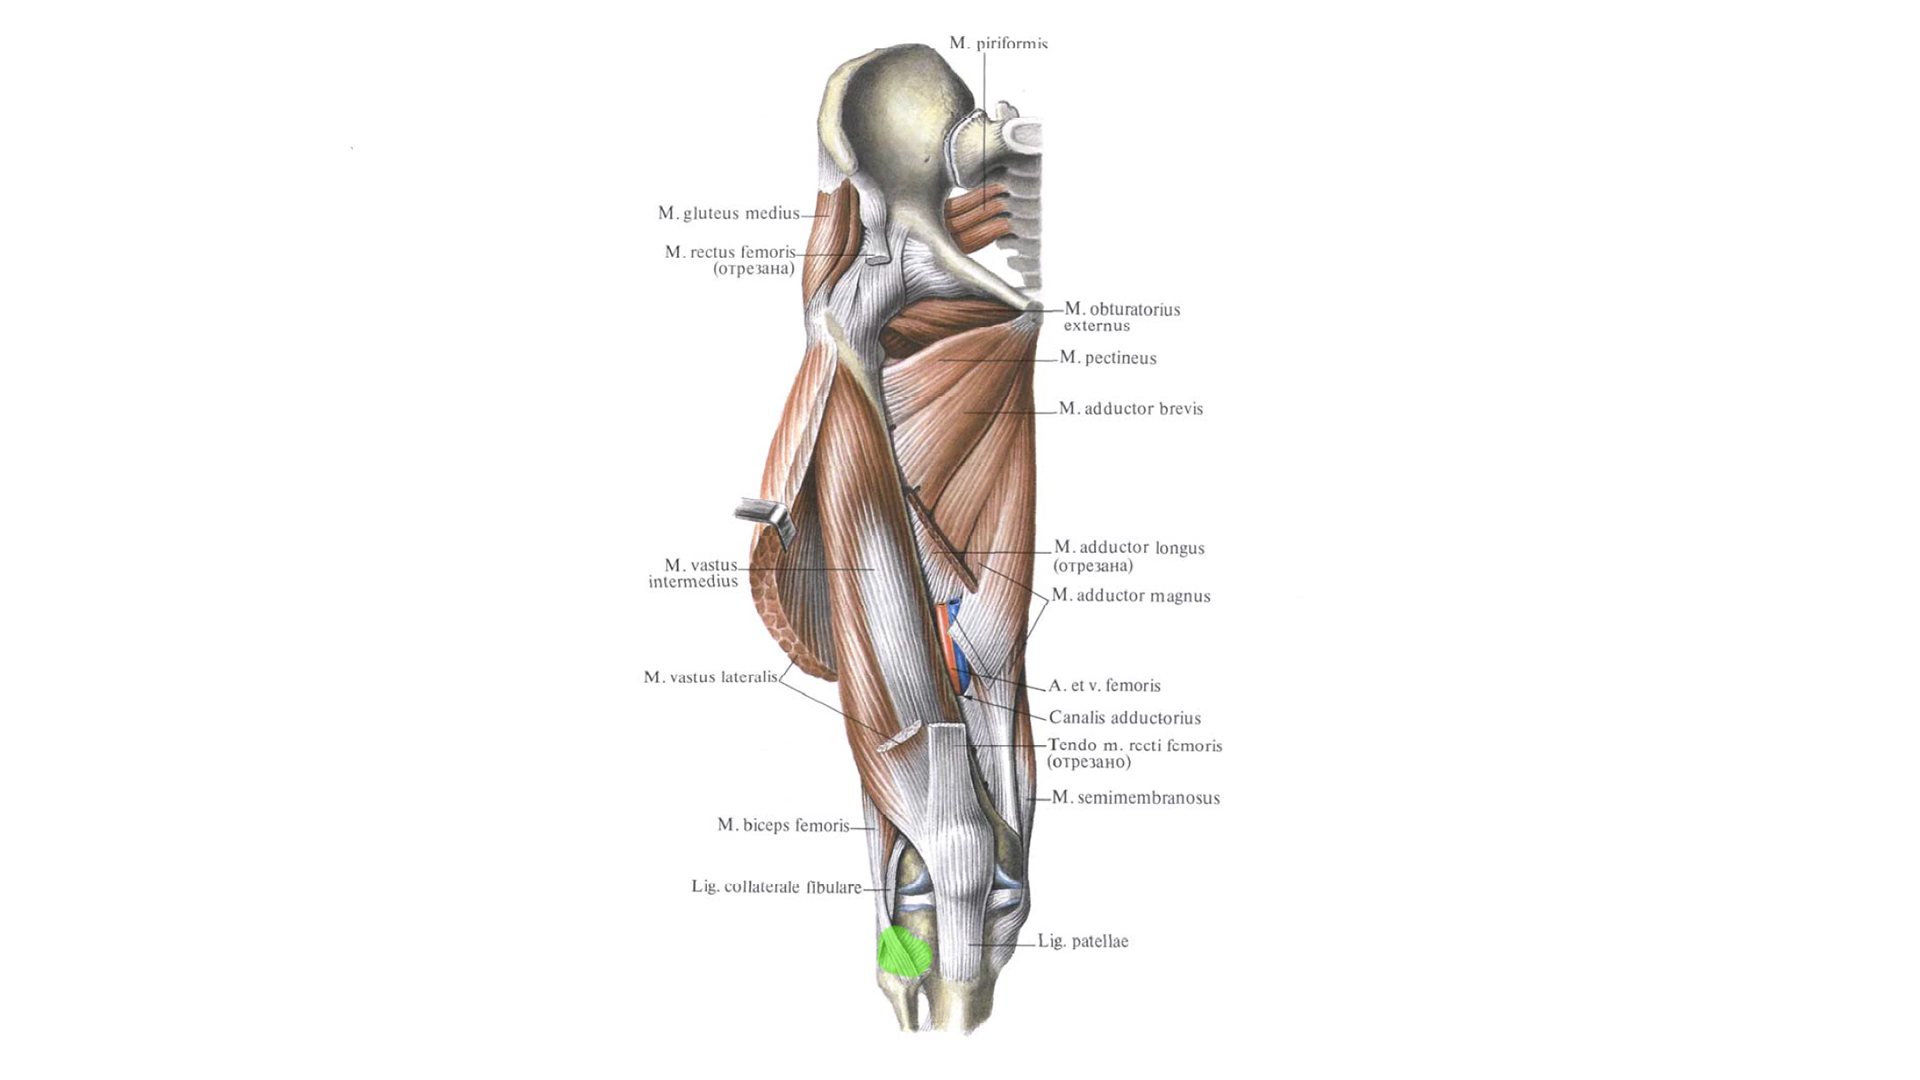 M. piriformis
M. gluteus medius
M. rectus femoris
(отрезана)
M. obturatorius
externus
M. pectineus
M. adductor brevis
M. adductor longus
(отрезана)
M. vastus
intermedius
M. adductor magnus
M. vastus lateralis
A. et v. femoris
Canalis adductorius
Tendo m. recti femoris
(отрезано)
M. semimembranosus
M. biceps femoris
Lig. collaterale fibulare
Lig. patellae